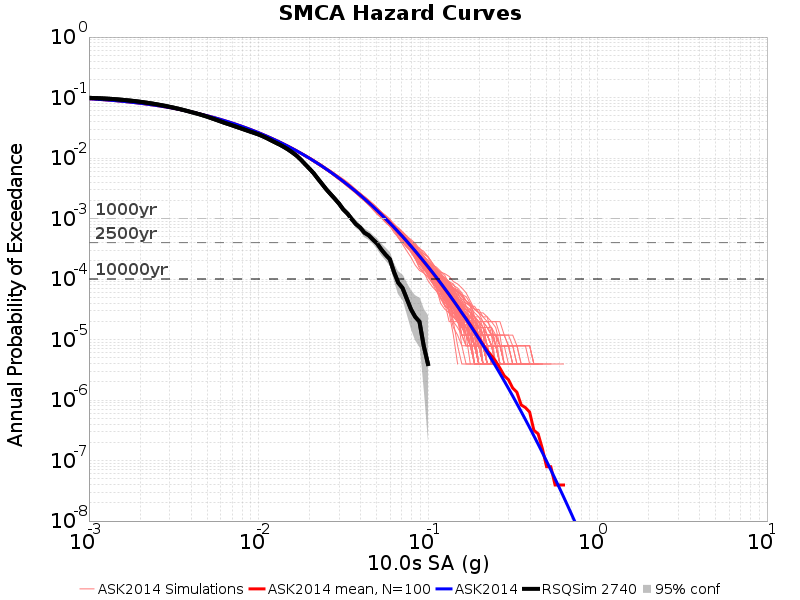 SMCA Hazard Curves
Annual Probability of Exceedance
10^0
10^-1
10^-2
10^-3
10^-4
10^-5
10^-6
10^-7
10^-8
1000yr
2500yr
10000yr
10^-3 10^-2 10^-1 10^0 10^1
10.0s SA (g)
ASK2014 Simulations ASK2014 mean, N=100 ASK2014 RSQSim 2740 95% conf